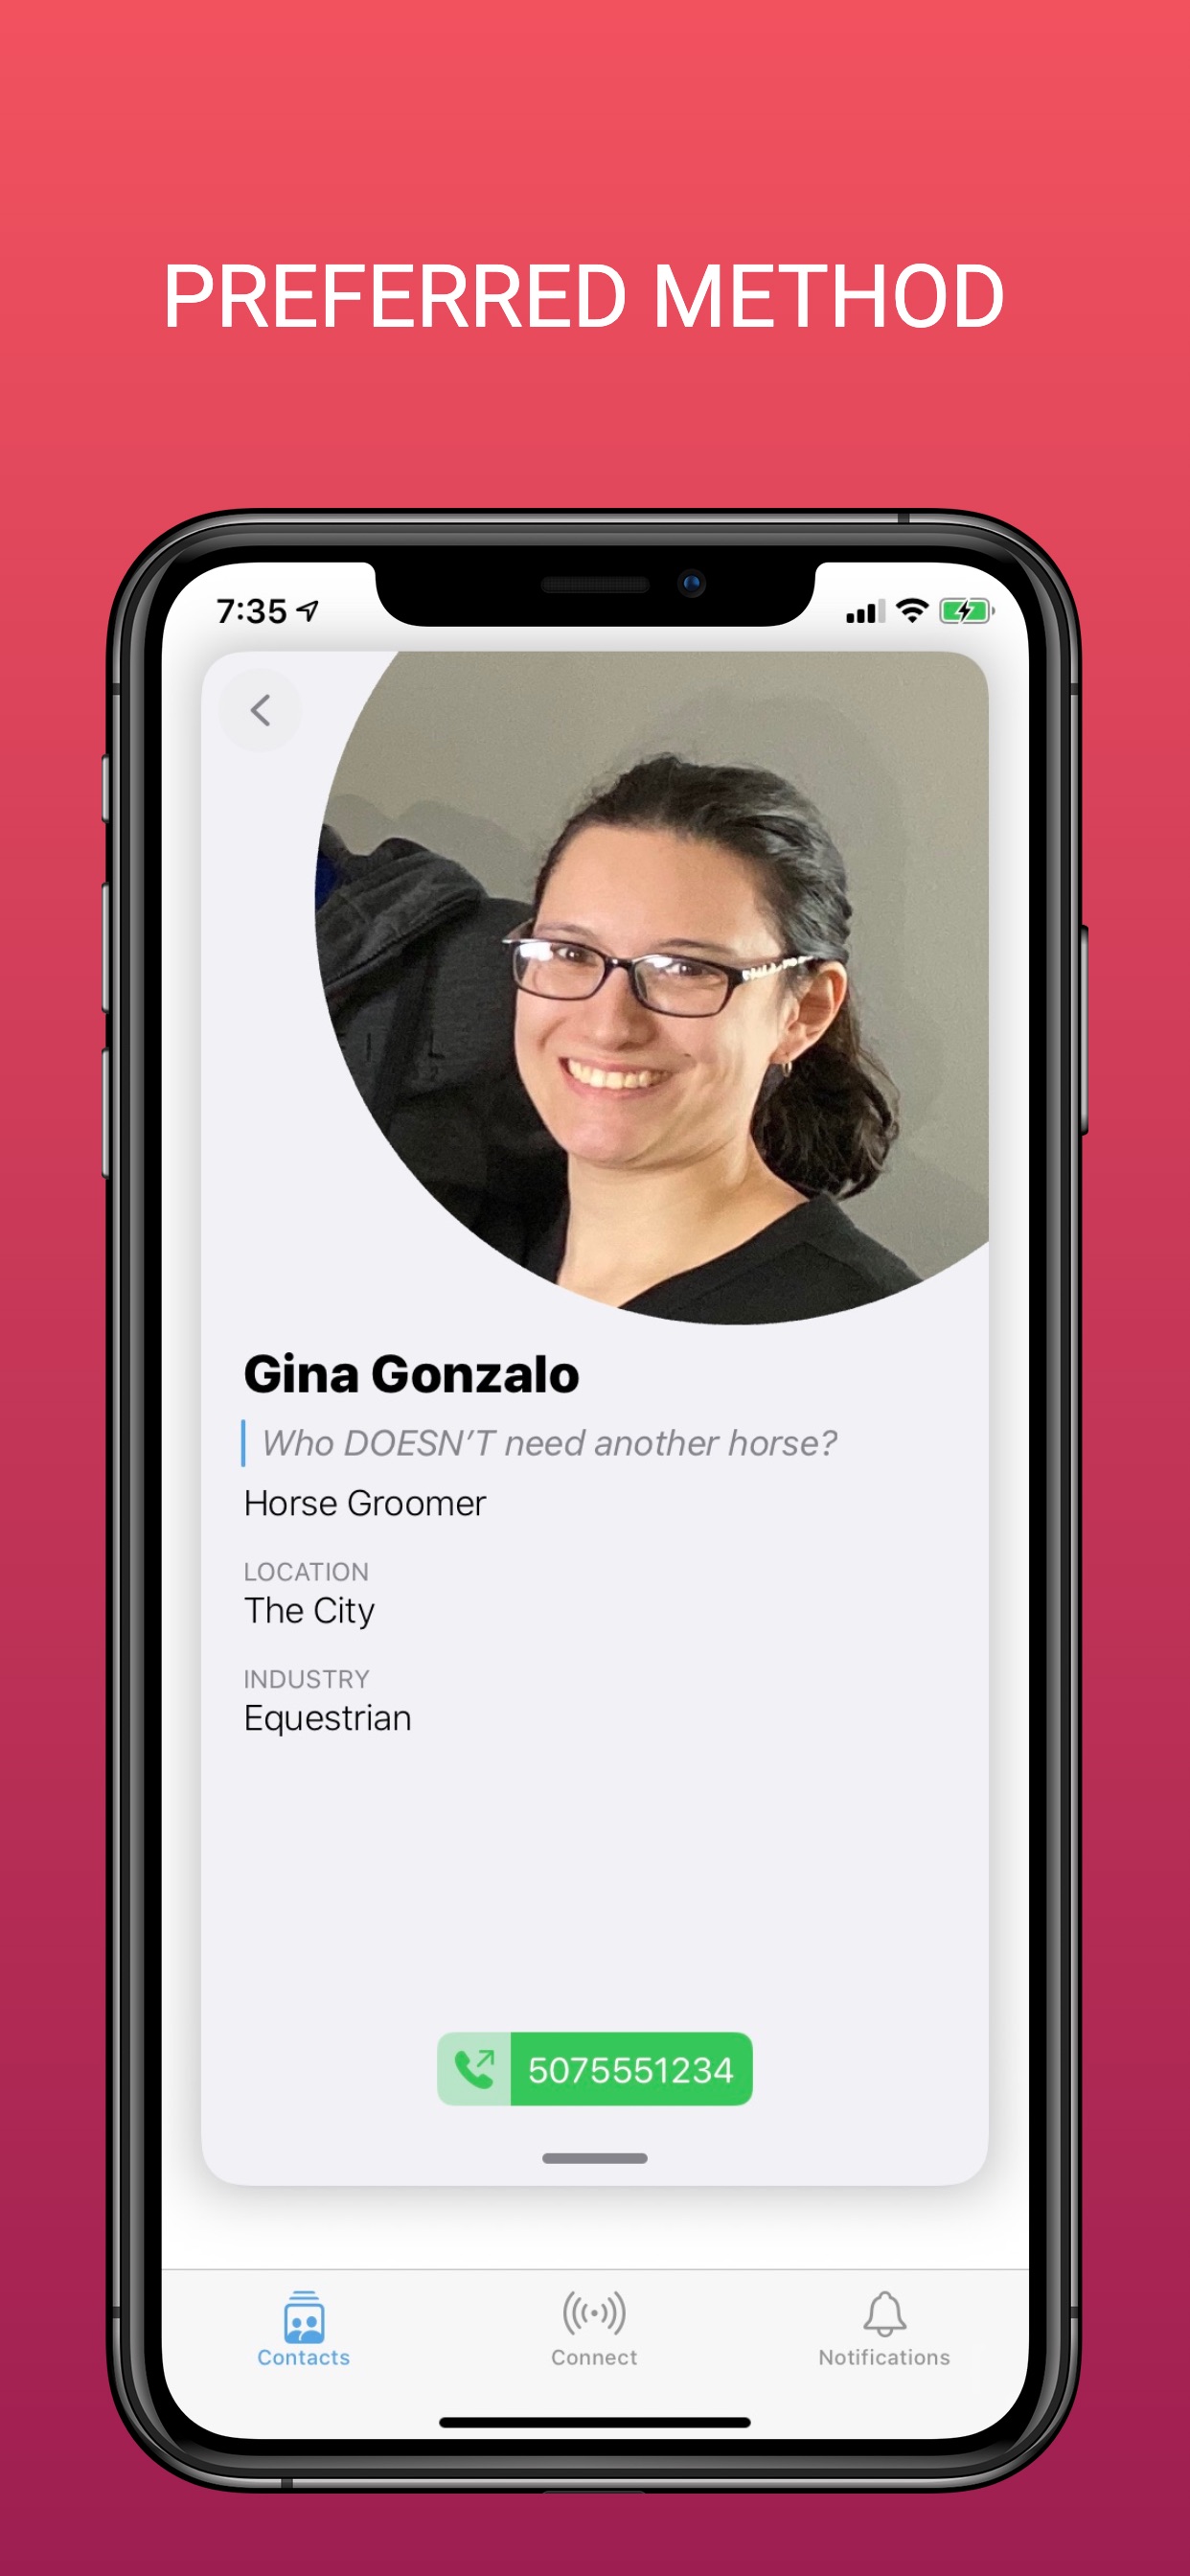 PREFERRED METHOD
7:35
Gina Gonzalo
Who DOESN’T need another horse?
Horse Groomer
LOCATION
The City
INDUSTRY
Equestrian
5075551234
Contacts
Connect
Notifications